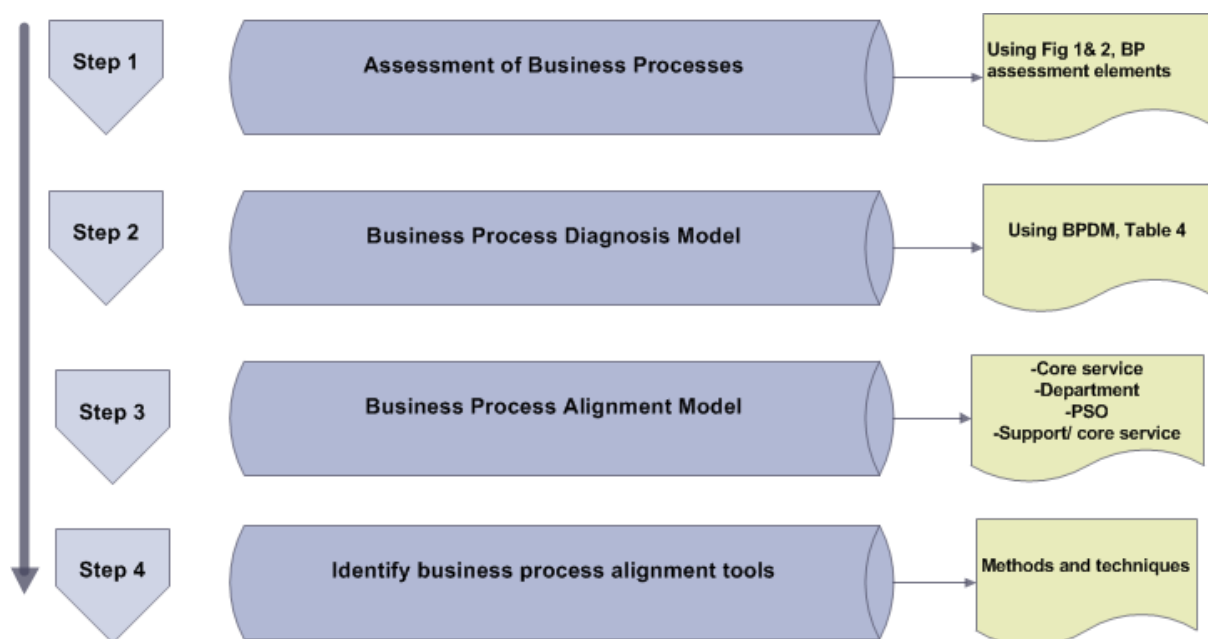 Step 1
Assessment of Business Processes
Using Fig 1& 2, BP
assessment elements
Step 2
Business Process Diagnosis Model
Using BPDM, Table 4
Step 3
Business Process Alignment Model
-Core service
-Department
-PSO
-Support/ core service
Step 4
Identify business process alignment tools
Methods and techniques